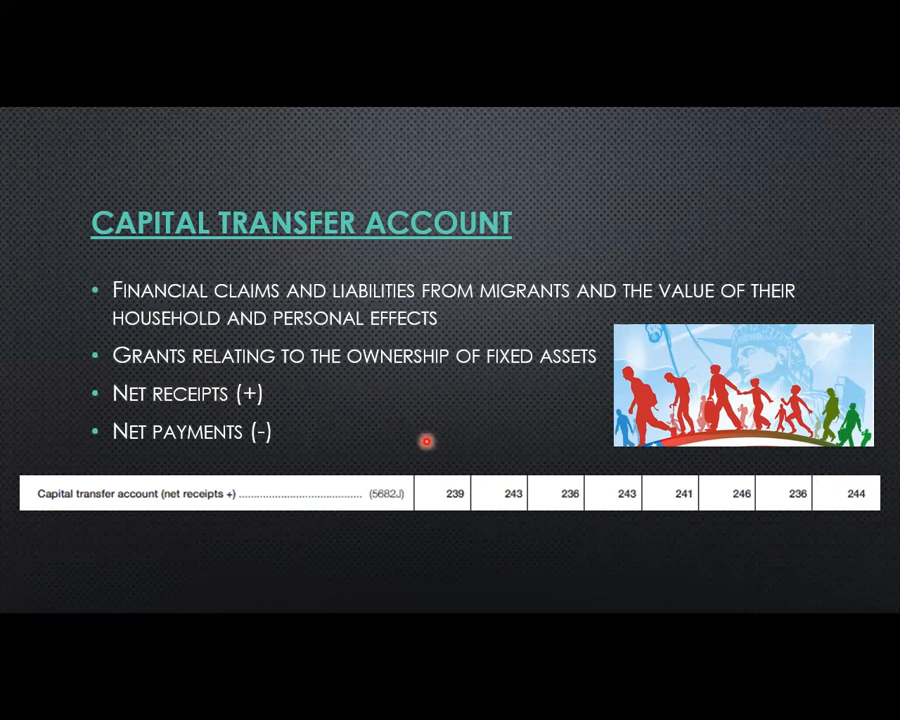 CAPITAL TRANSFER ACCOUNT
• FINANCIAL CLAIMS AND LIABILITIES FROM MIGRANTS AND THE VALUE OF THEIR
HOUSEHOLD AND PERSONAL EFFECTS
• GRANTS RELATING TO THE OWNERSHIP OF FIXED ASSETS
• NET RECEIPTS (+)
• NET PAYMENTS (-)
Capital transfer account (net receipts +) ........................................ (5682J) 239 243 236 243 241 246 236 244